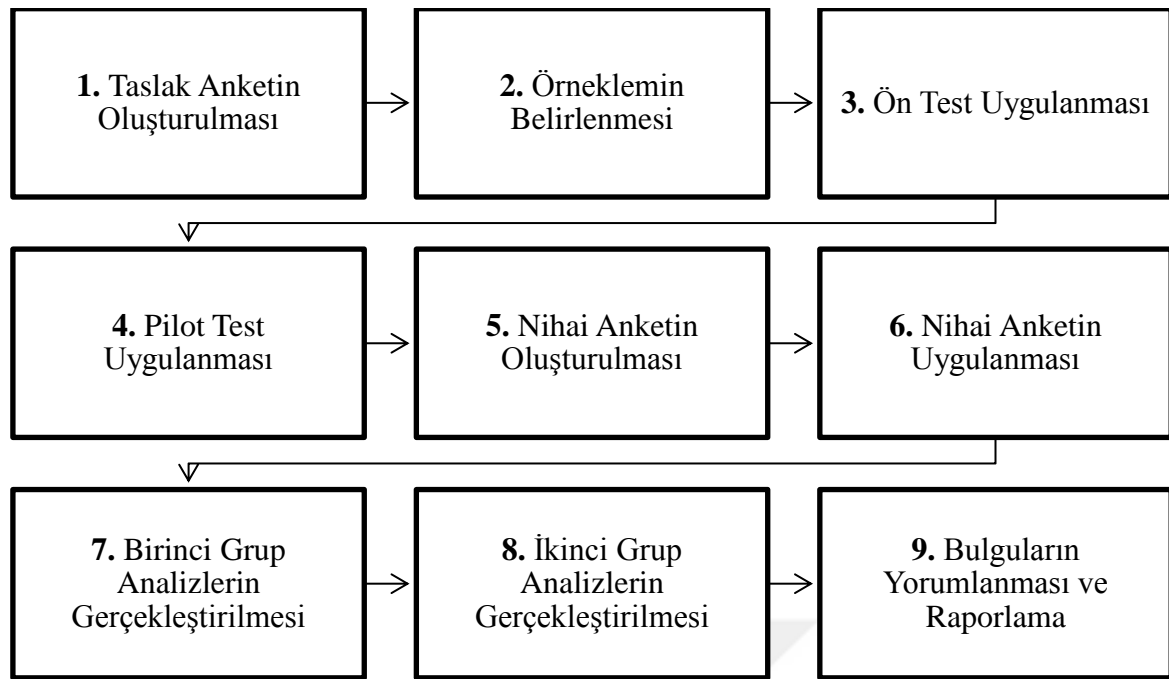 1. Taslak Anketin
Oluşturulması
2. Örneklemin
Belirlenmesi
3. Ön Test Uygulanması
4. Pilot Test
Uygulanması
5. Nihai Anketin
Oluşturulması
6. Nihai Anketin
Uygulanması
7. Birinci Grup
Analizlerin
Gerçekleştirilmesi
8. İkinci Grup
Analizlerin
Gerçekleştirilmesi
9. Bulguların
Yorumlanması ve
Raporlama